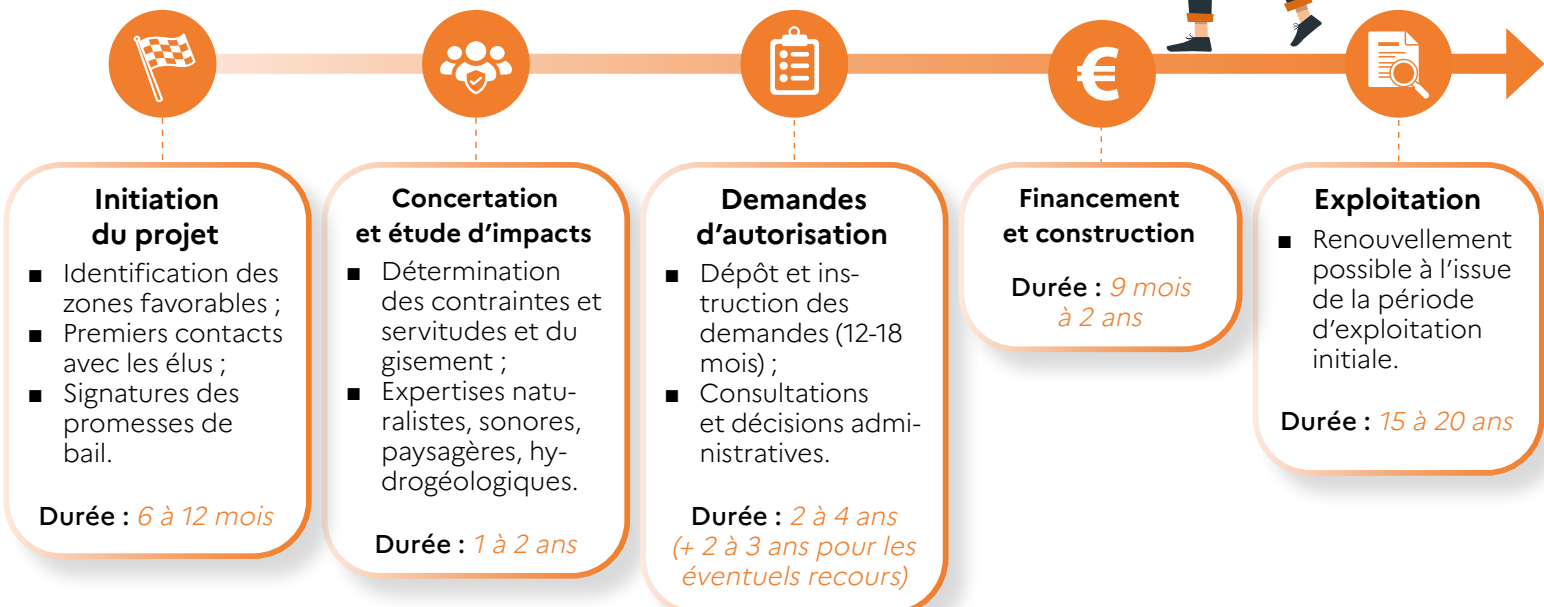 Initiation
du projet
■ Identification des
zones favorables ;
■ Premiers contacts
avec les élus ;
■ Signatures des
promesses de
bail.
Durée : 6 à 12 mois
Concertation
et étude d'impacts
■ Détermination
des contraintes et
servitudes et du
gisement ;
■ Expertises natu-
ralistes, sonores,
paysagères, hy-
drogéologiques.
Durée : 1 à 2 ans
Demandes
d'autorisation
■ Dépôt et ins-
truction des
demandes (12-18
mois) ;
■ Consultations
et décisions admi-
nistratives.
Durée : 2 à 4 ans
(+ 2 à 3 ans pour les
éventuels recours)
€
Financement
et construction
Durée : 9 mois
à 2 ans
Exploitation
■ Renouvellement
possible à l'issue
de la période
d'exploitation
initiale.
Durée : 15 à 20 ans